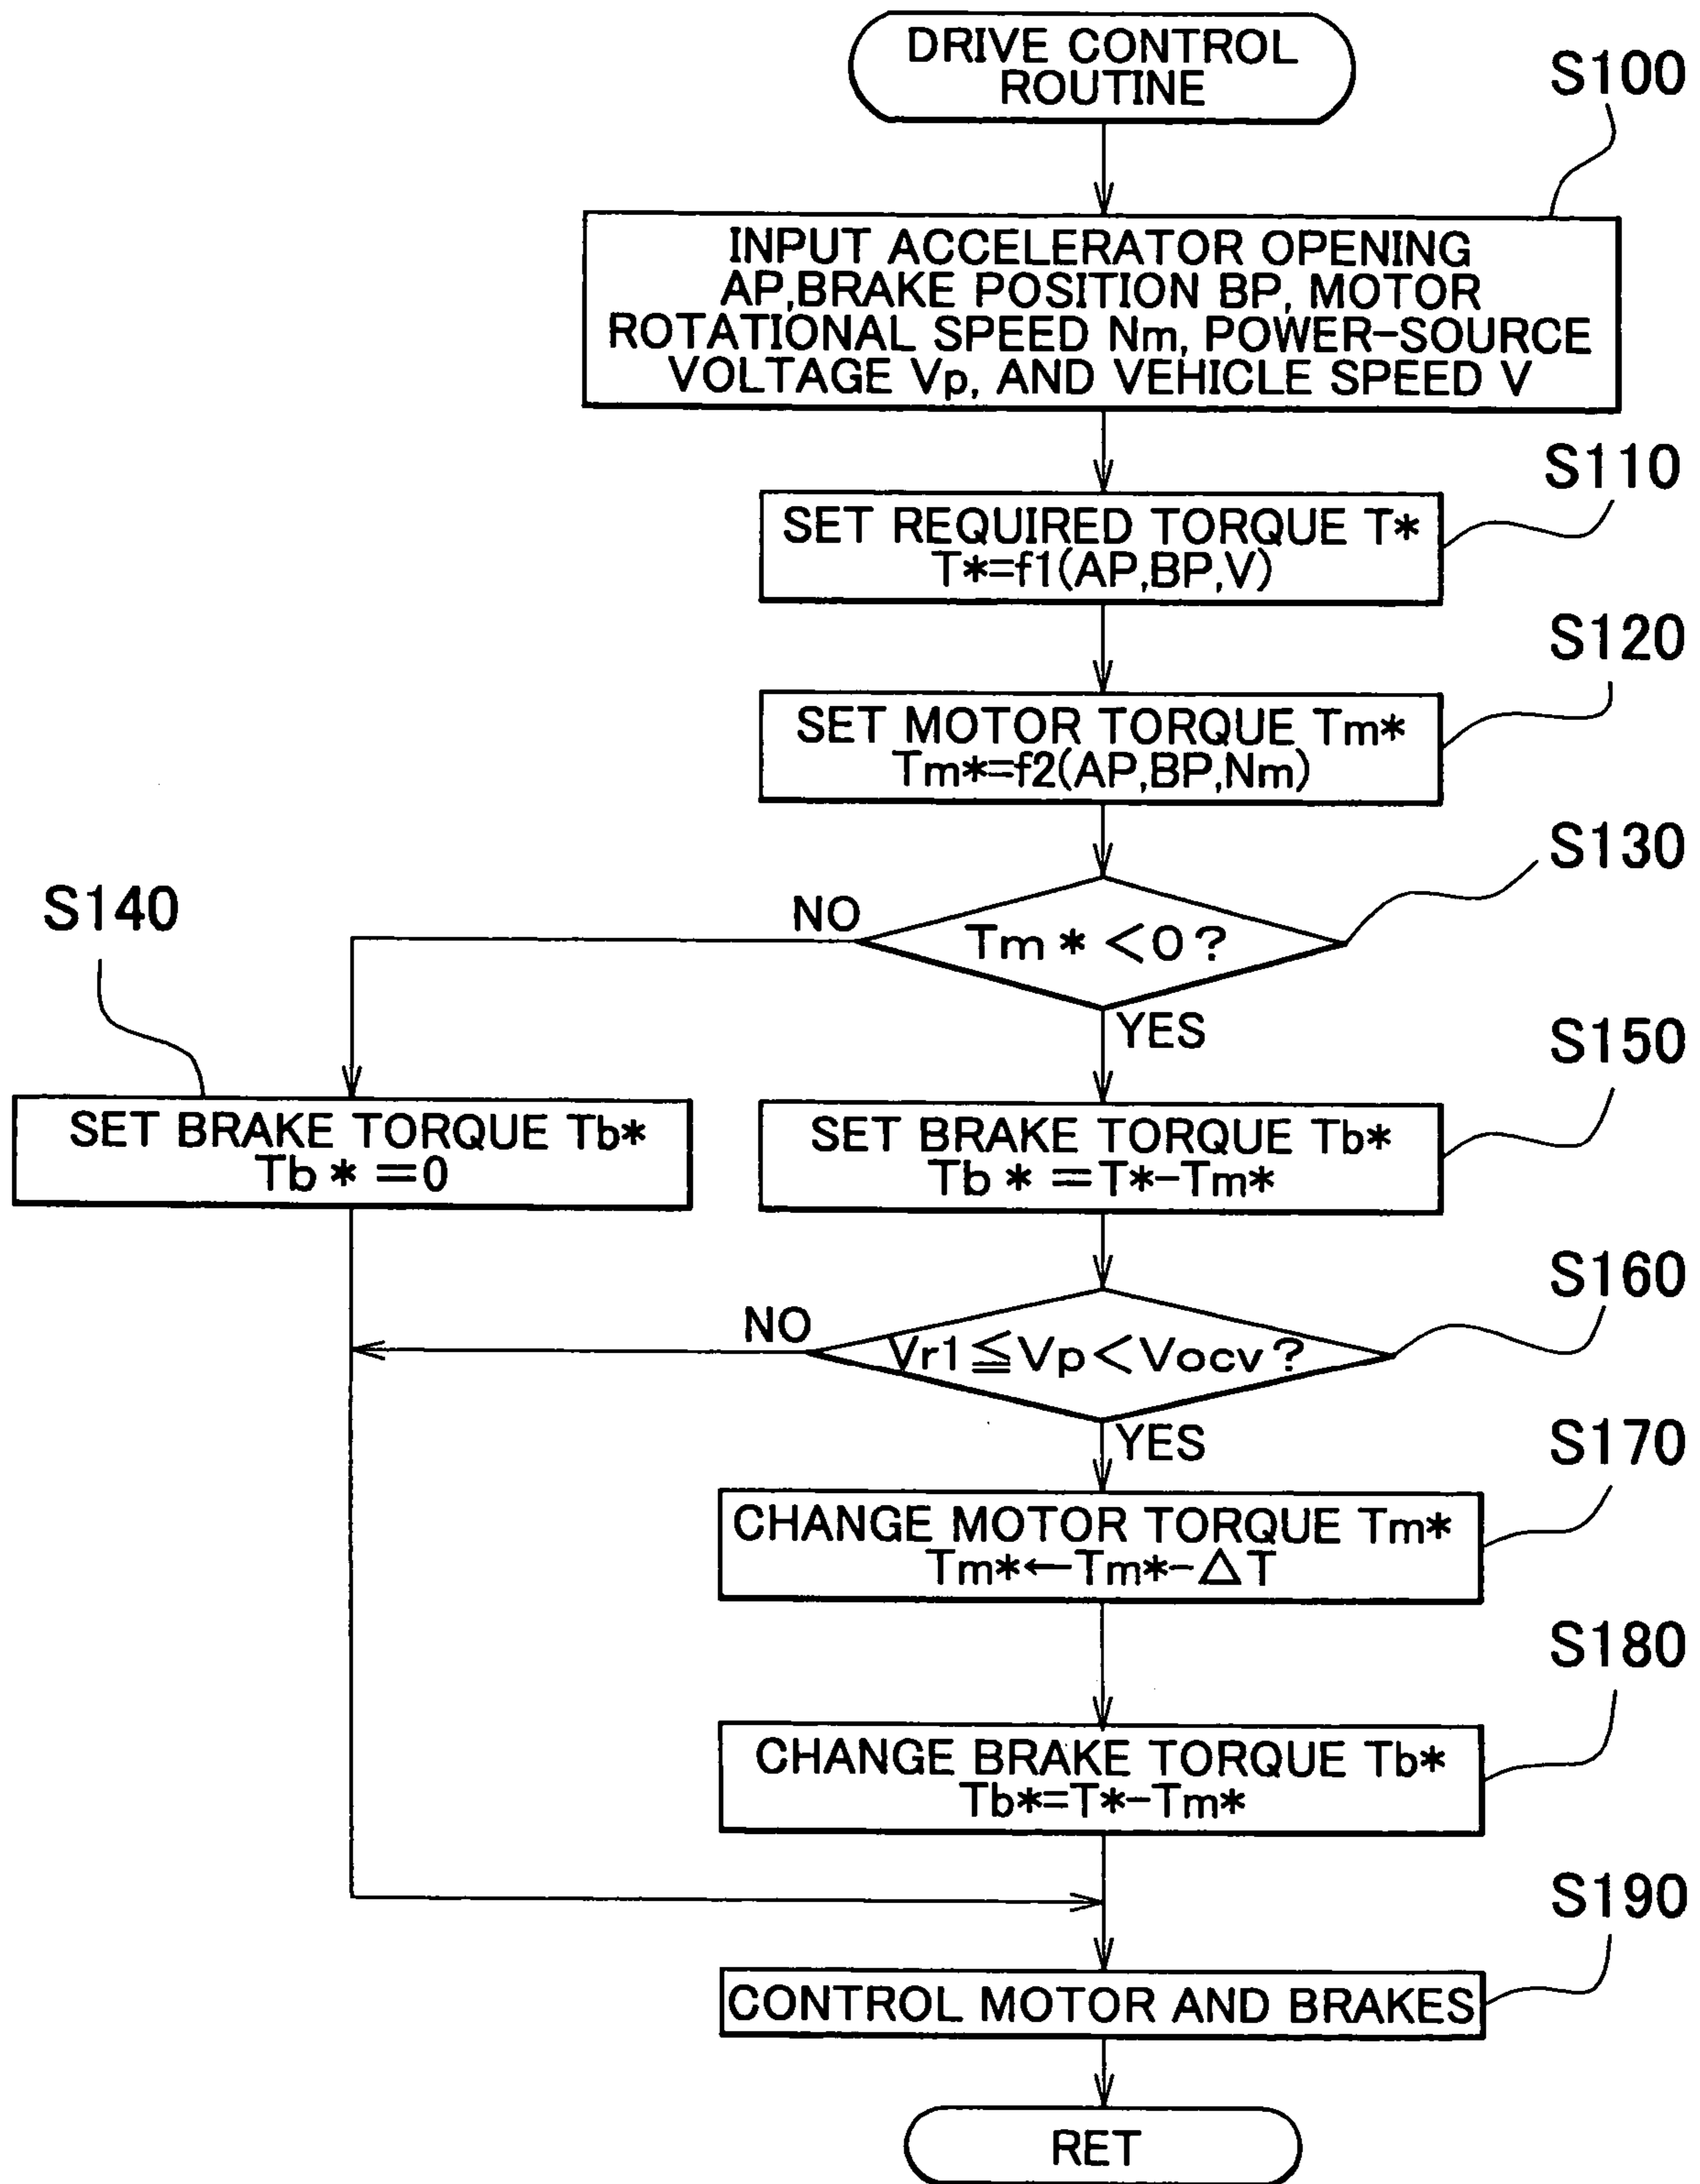 DRIVE CONTROL
ROUTINE
S100
INPUT ACCELERATOR OPENING
AP,BRAKE POSITION BP, MOTOR
ROTATIONAL SPEED Nm, POWER-SOURCE
VOLTAGE Vp, AND VEHICLE SPEED V
S110
SET REQUIRED TORQUE T*
T*=f1(AP,BP,V)
S120
SET MOTOR TORQUE Tm*
Tm*=f2(AP,BP,Nm)
S130
Tm * <0?
NO
YES
S140
SET BRAKE TORQUE Tb*
Tb * =0
S150
SET BRAKE TORQUE Tb*
Tb * =T*-Tm*
S160
Vr1≦Vp<Vocv?
NO
YES
S170
CHANGE MOTOR TORQUE Tm*
Tm*←Tm*-△T
S180
CHANGE BRAKE TORQUE Tb*
Tb*=T*-Tm*
S190
CONTROL MOTOR AND BRAKES
RET